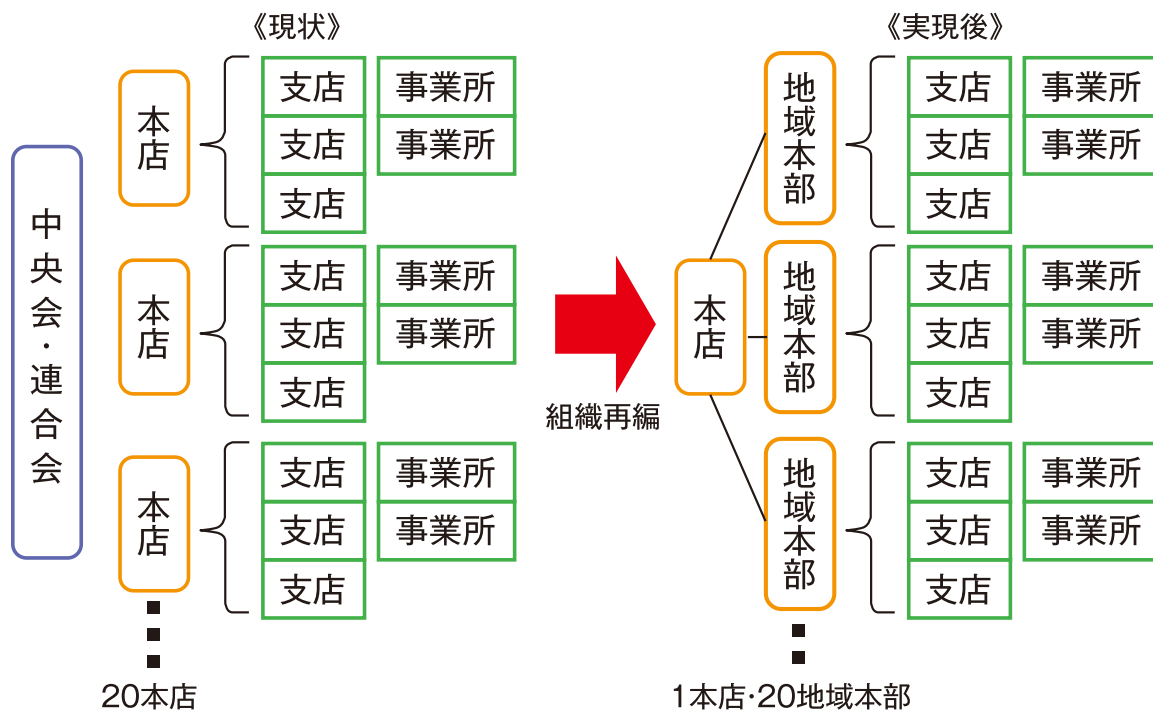 《現状》
中央会・連合会
本店
支店
事業所
支店
事業所
支店
本店
支店
事業所
支店
事業所
支店
本店
支店
事業所
支店
事業所
支店
20本店
組織再編
《実現後》
本店
地域本部
支店
事業所
支店
事業所
支店
地域本部
支店
事業所
支店
事業所
支店
地域本部
支店
事業所
支店
事業所
支店
1本店・20地域本部